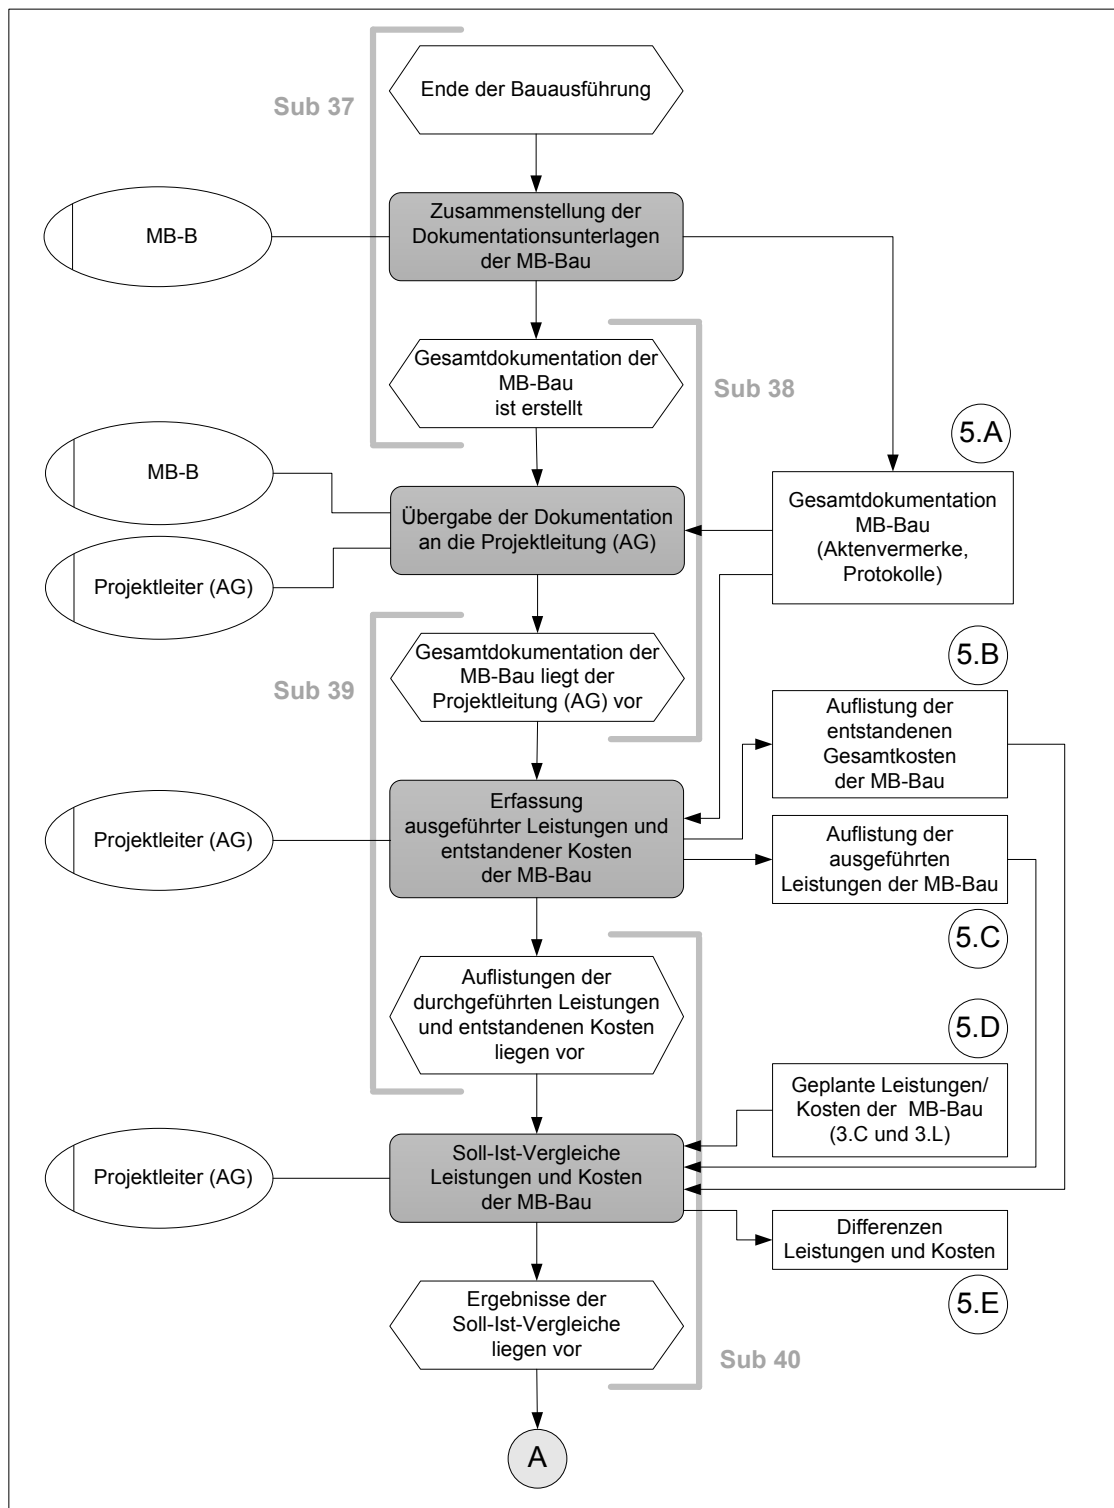 Sub 37
Ende der Bauausführung
MB-B
Zusammenstellung der
Dokumentationsunterlagen
der MB-Bau
Gesamtdokumentation der
MB-Bau
ist erstellt
Sub 38
5.A
MB-B
Projektleiter (AG)
Übergabe der Dokumentation
an die Projektleitung (AG)
Gesamtdokumentation
MB-Bau
(Aktenvermerke,
Protokolle)
Sub 39
Gesamtdokumentation der
MB-Bau liegt der
Projektleitung (AG) vor
5.B
Auflistung der
entstandenen
Gesamtkosten
der MB-Bau
Projektleiter (AG)
Erfassung
ausgeführter Leistungen und
entstandener Kosten
der MB-Bau
Auflistung der
ausgeführten
Leistungen der MB-Bau
5.C
Auflistungen der
durchgeführten Leistungen
und entstandenen Kosten
liegen vor
5.D
Geplante Leistungen/
Kosten der MB-Bau
(3.C und 3.L)
Projektleiter (AG)
Soll-Ist-Vergleiche
Leistungen und Kosten
der MB-Bau
Differenzen
Leistungen und Kosten
5.E
Ergebnisse der
Soll-Ist-Vergleiche
liegen vor
Sub 40
A